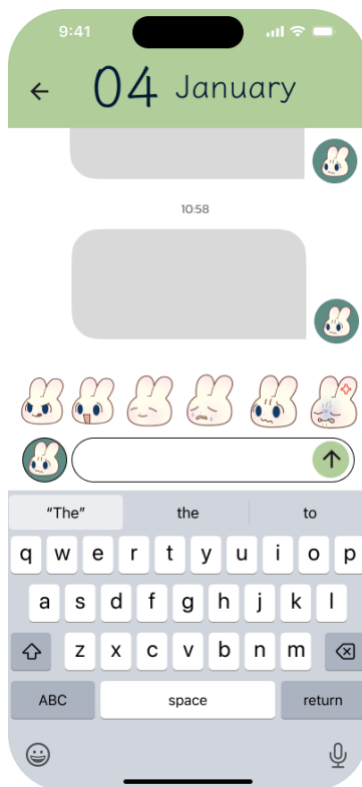 9:41
04 January
10:58
"The" the to
q w e r t y u i o p
a s d f g h j k l
z x c v b n m
ABC space return